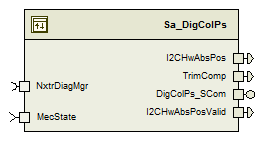 Sa_DigColPs
I2CHwAbsPos
TrimComp
NxtrDiagMgr
DigColPs_SCom
MecState
I2CHwAbsPosValid